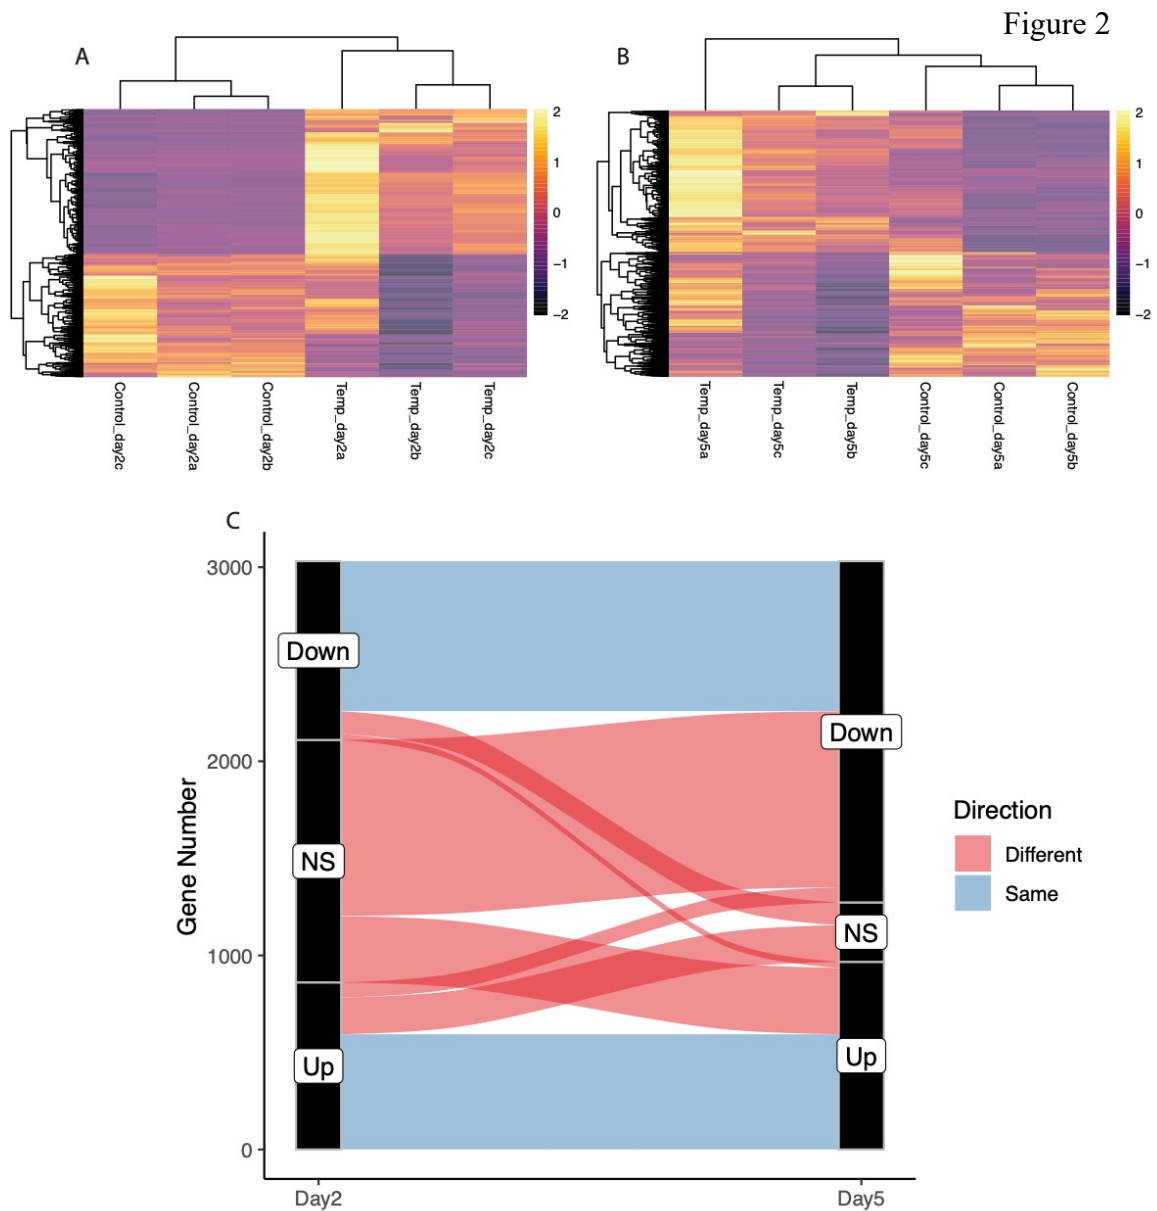 Figure 2
A
2
1
0
−1
−2
Control_day2c
Control_day2a
Control_day2b
Temp_day2a
Temp_day2b
Temp_day2c
B
2
1
0
−1
−2
Temp_day5a
Temp_day5c
Temp_day5b
Control_day5c
Control_day5a
Control_day5b
C
Gene Number
3000
2000
1000
0
Down
NS
Up
Down
NS
Up
Day2
Day5
Direction
Different
Same